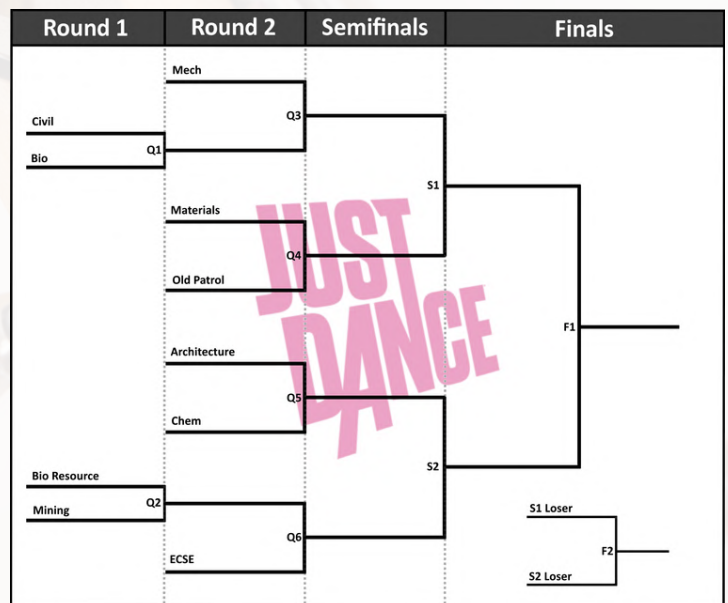 Round 1
Round 2
Semifinals
Finals
Mech
Q3
Civil
Q1
Bio
S1
Materials
Q4
Old Patrol
JUST
DANCE
F1
Architecture
Q5
Chem
S2
Bio Resource
Q2
Mining
Q6
ECSE
S1 Loser
F2
S2 Loser